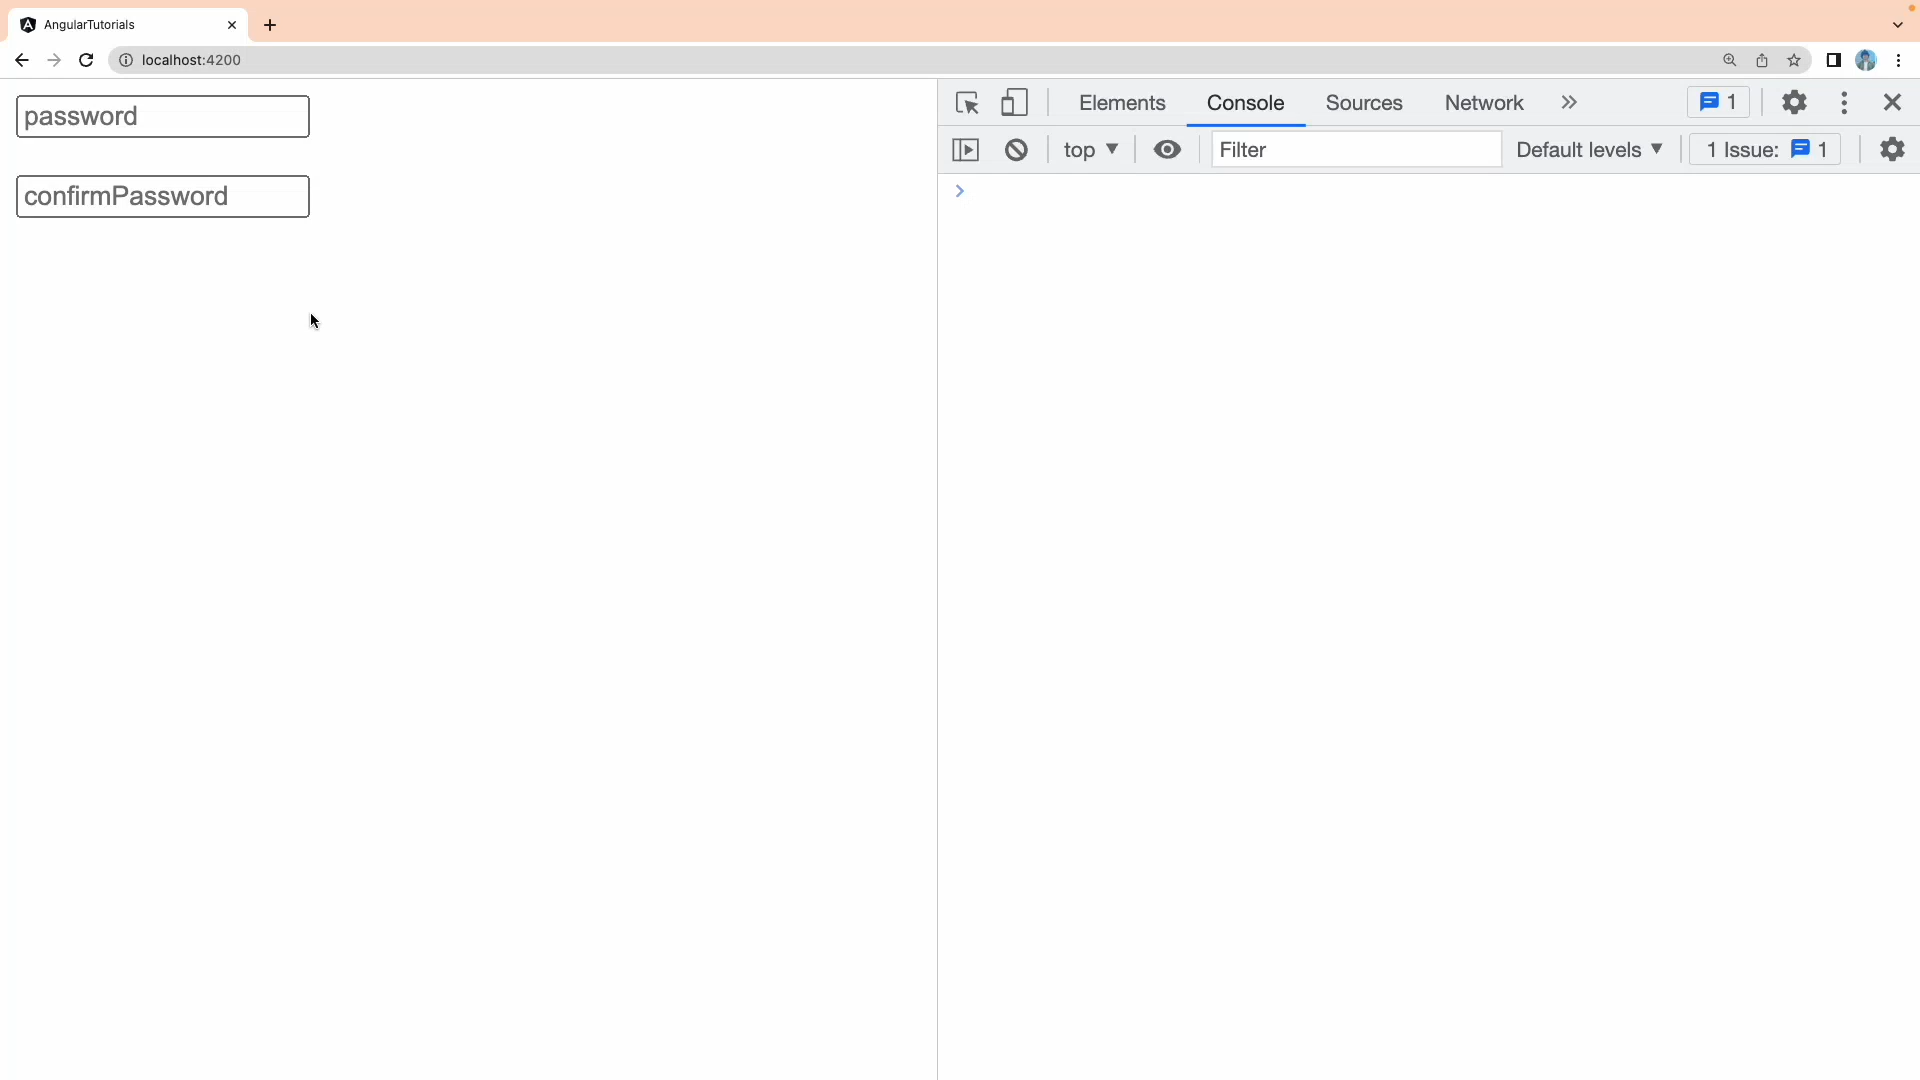 AngularTutorials
localhost:4200
password
confirmPassword
Elements Console Sources Network 1
top Filter Default levels 1 Issue: 1